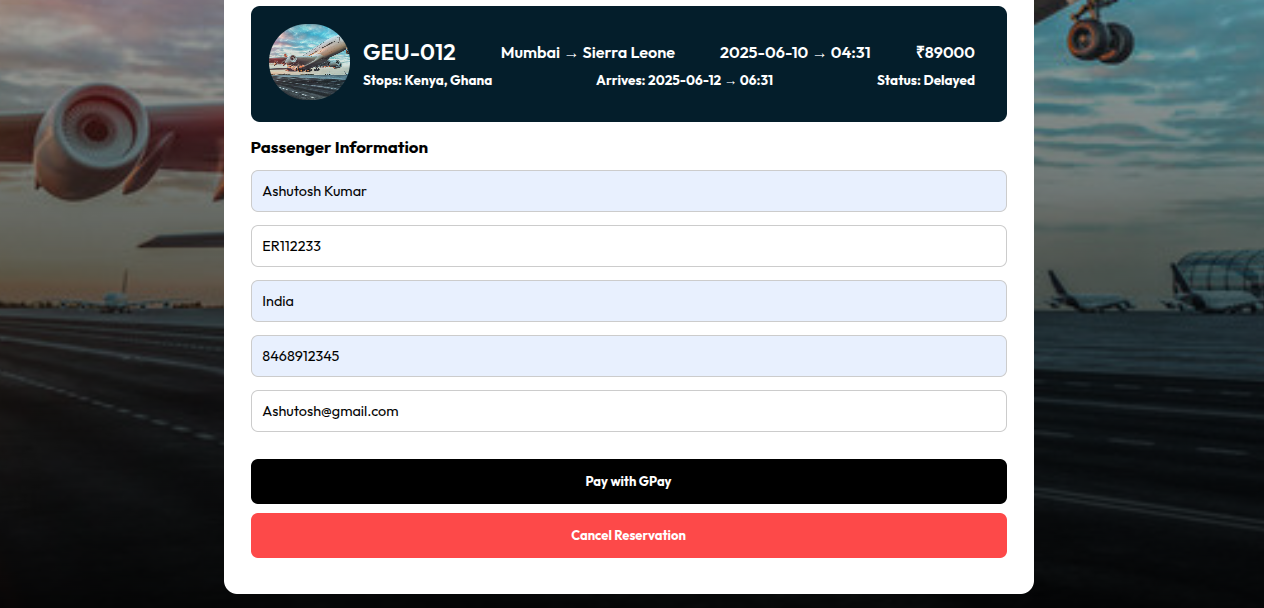 GEU-012 Mumbai → Sierra Leone 2025-06-10 → 04:31 ₹89000
Stops: Kenya, Ghana Arrives: 2025-06-12 → 06:31 Status: Delayed
Passenger Information
Ashutosh Kumar
ER112233
India
8468912345
Ashutosh@gmail.com
Pay with GPay
Cancel Reservation